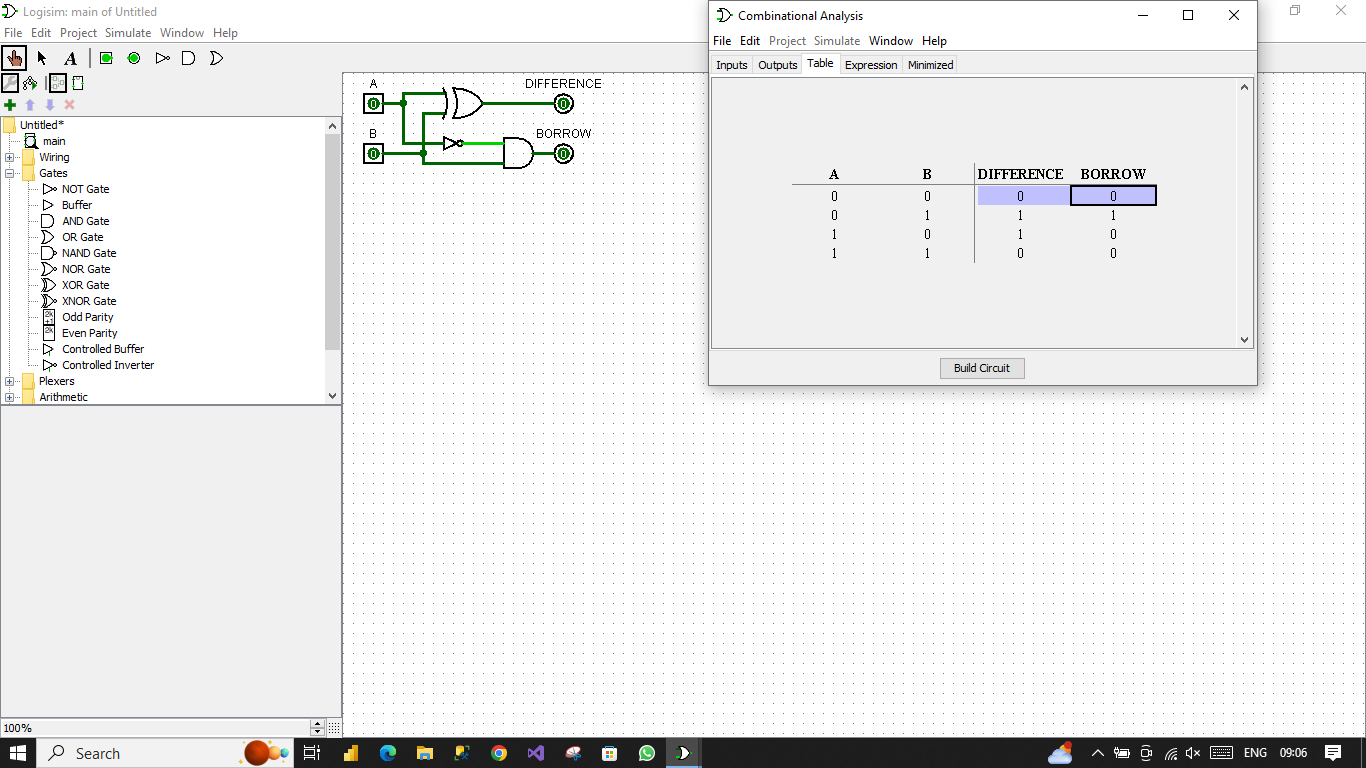 Logisim: main of Untitled
File Edit Project Simulate Window Help
A
Untitled*
main
Wiring
Gates
NOT Gate
Buffer
AND Gate
OR Gate
NAND Gate
NOR Gate
XOR Gate
XNOR Gate
Odd Parity
Even Parity
Controlled Buffer
Controlled Inverter
Plexers
Arithmetic
100%
A DIFFERENCE
0 0
B BORROW
0 0
Combinational Analysis
File Edit Project Simulate Window Help
Inputs Outputs Table Expression Minimized
A B DIFFERENCE BORROW
0 0 0 0
0 1 1 1
1 0 1 0
1 1 0 0
Build Circuit
Search
ENG 09:06